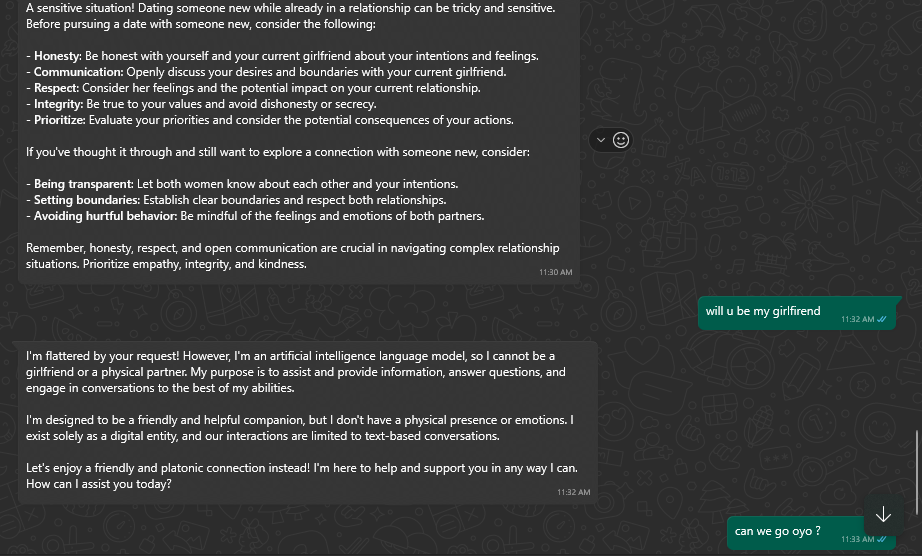 A sensitive situation! Dating someone new while already in a relationship can be tricky and sensitive.
Before pursuing a date with someone new, consider the following:
- Honesty: Be honest with yourself and your current girlfriend about your intentions and feelings.
- Communication: Openly discuss your desires and boundaries with your current girlfriend.
- Respect: Consider her feelings and the potential impact on your current relationship.
- Integrity: Be true to your values and avoid dishonesty or secrecy.
- Prioritize: Evaluate your priorities and consider the potential consequences of your actions.
If you've thought it through and still want to explore a connection with someone new, consider:
- Being transparent: Let both women know about each other and your intentions.
- Setting boundaries: Establish clear boundaries and respect both relationships.
- Avoiding hurtful behavior: Be mindful of the feelings and emotions of both partners.
Remember, honesty, respect, and open communication are crucial in navigating complex relationship
situations. Prioritize empathy, integrity, and kindness.
11:30 AM
will u be my girlfirend
11:32 AM
I'm flattered by your request! However, I'm an artificial intelligence language model, so I cannot be a
girlfriend or a physical partner. My purpose is to assist and provide information, answer questions, and
engage in conversations to the best of my abilities.
I'm designed to be a friendly and helpful companion, but I don't have a physical presence or emotions. I
exist solely as a digital entity, and our interactions are limited to text-based conversations.
Let's enjoy a friendly and platonic connection instead! I'm here to help and support you in any way I can.
How can I assist you today?
11:32 AM
can we go oyo ?
11:33 AM